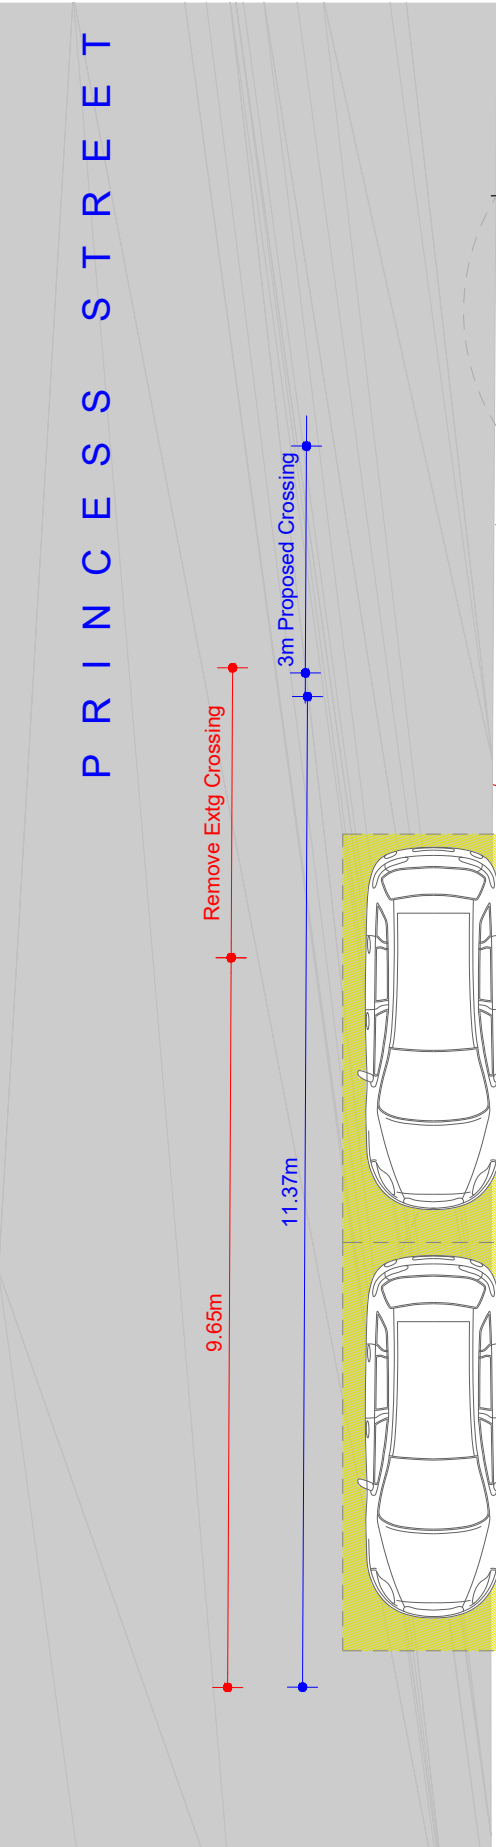 PRINCESS STREET
3m Proposed Crossing
Remove Extg Crossing
11.37m
9.65m